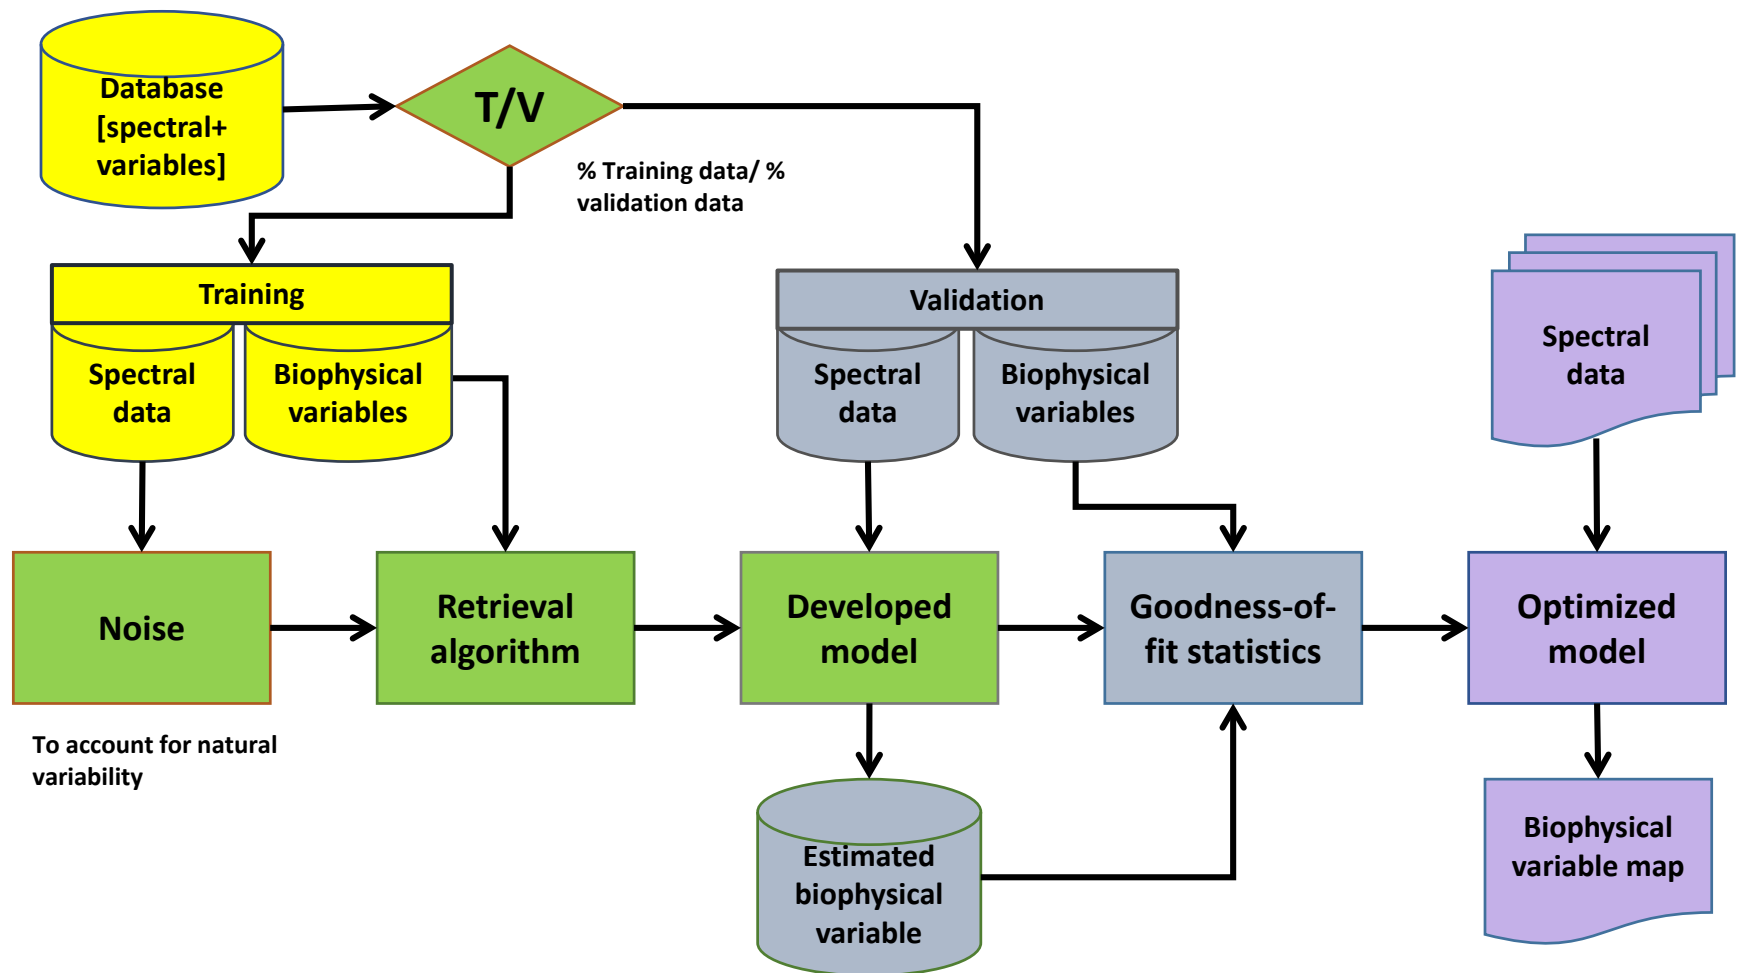 Database
[spectral+
variables]
T/V
% Training data/ %
validation data
Training
Spectral
data
Biophysical
variables
Validation
Spectral
data
Biophysical
variables
Spectral
data
Noise
To account for natural
variability
Retrieval
algorithm
Developed
model
Goodness-of-
fit statistics
Optimized
model
Estimated
biophysical
variable
Biophysical
variable map